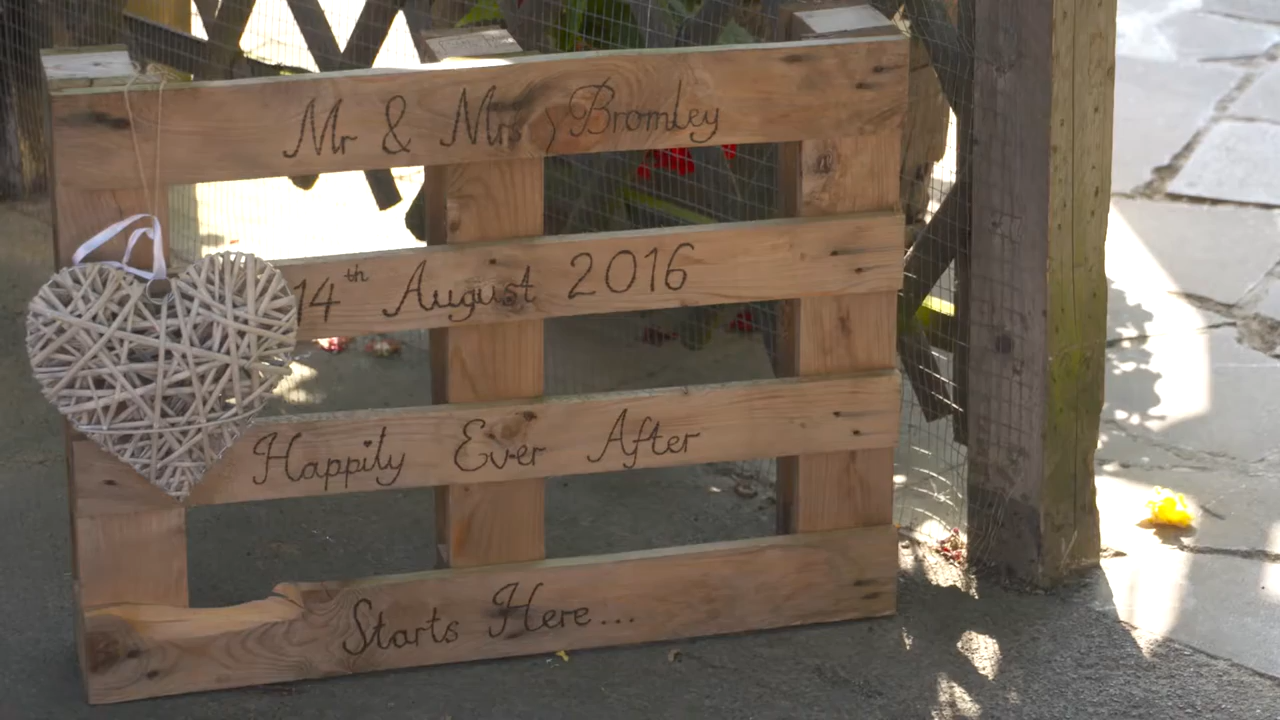 Mr & Mrs Bromley
14th August 2016
Happily Ever After
Starts Here...